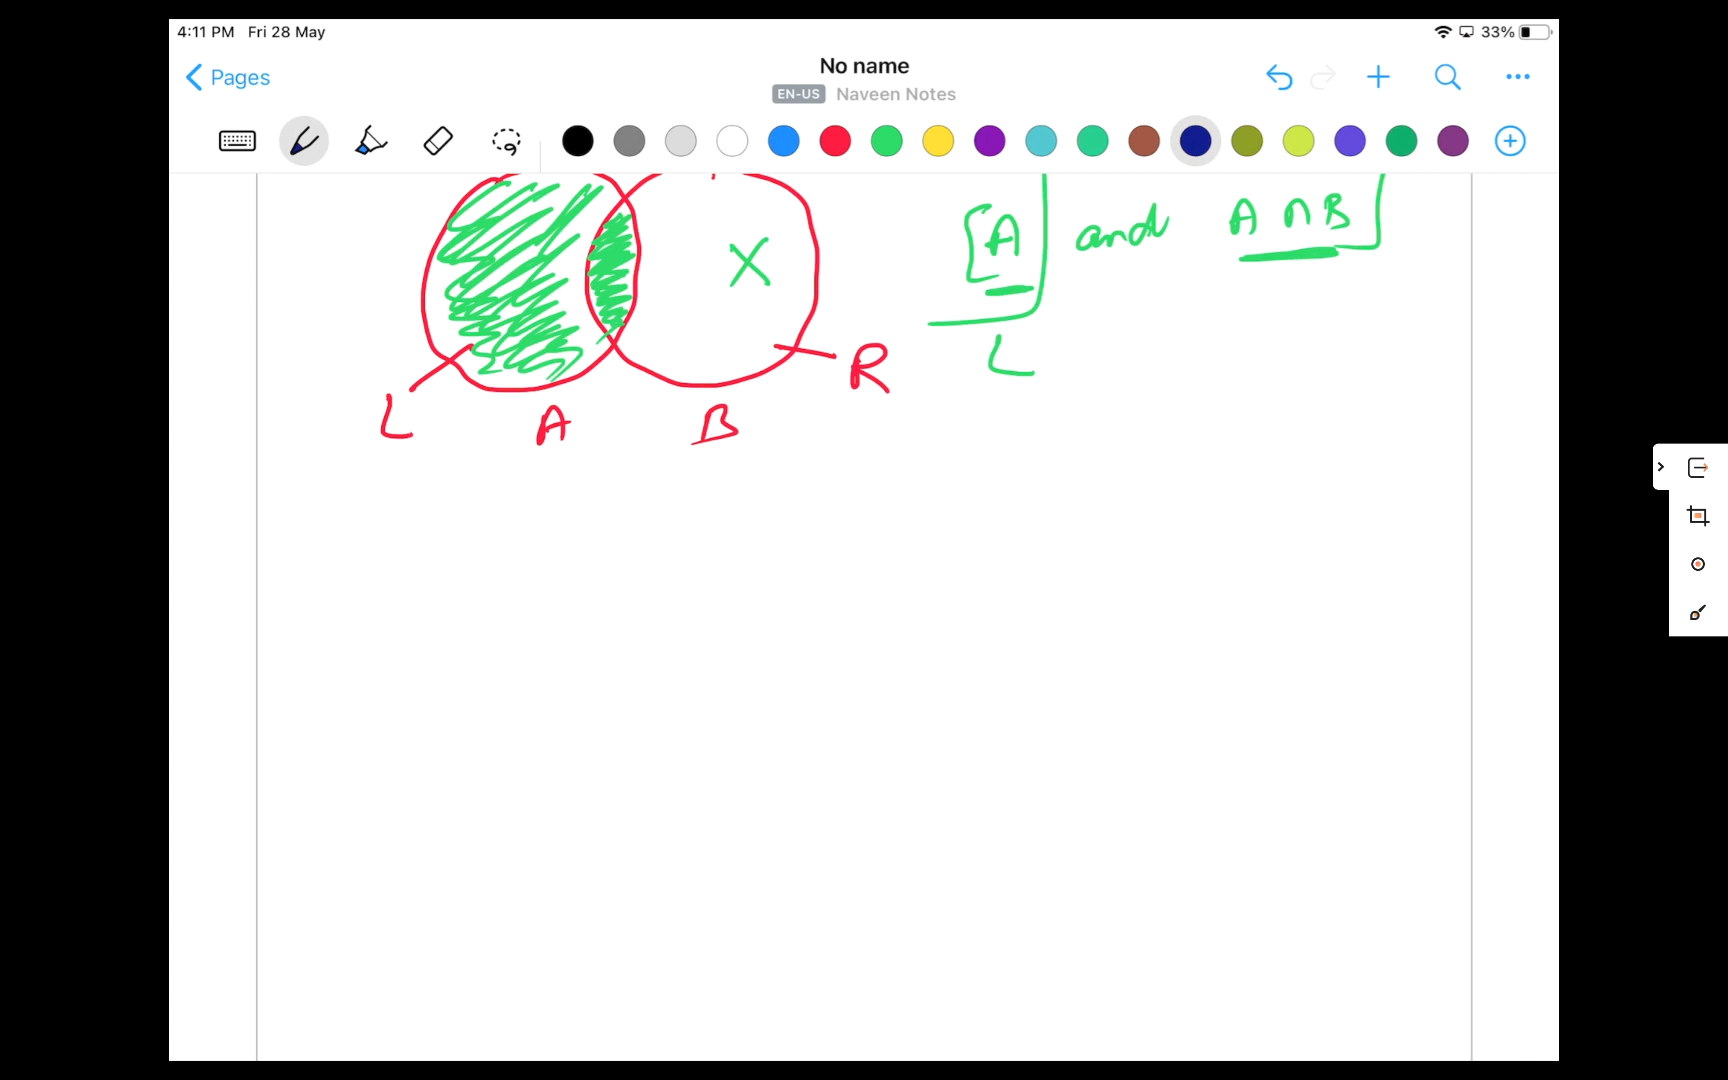 4:11 PM Fri 28 May
33%
Pages
No name
EN-US Naveen Notes
[A] and A ∩ B]
X
L
R
L A B